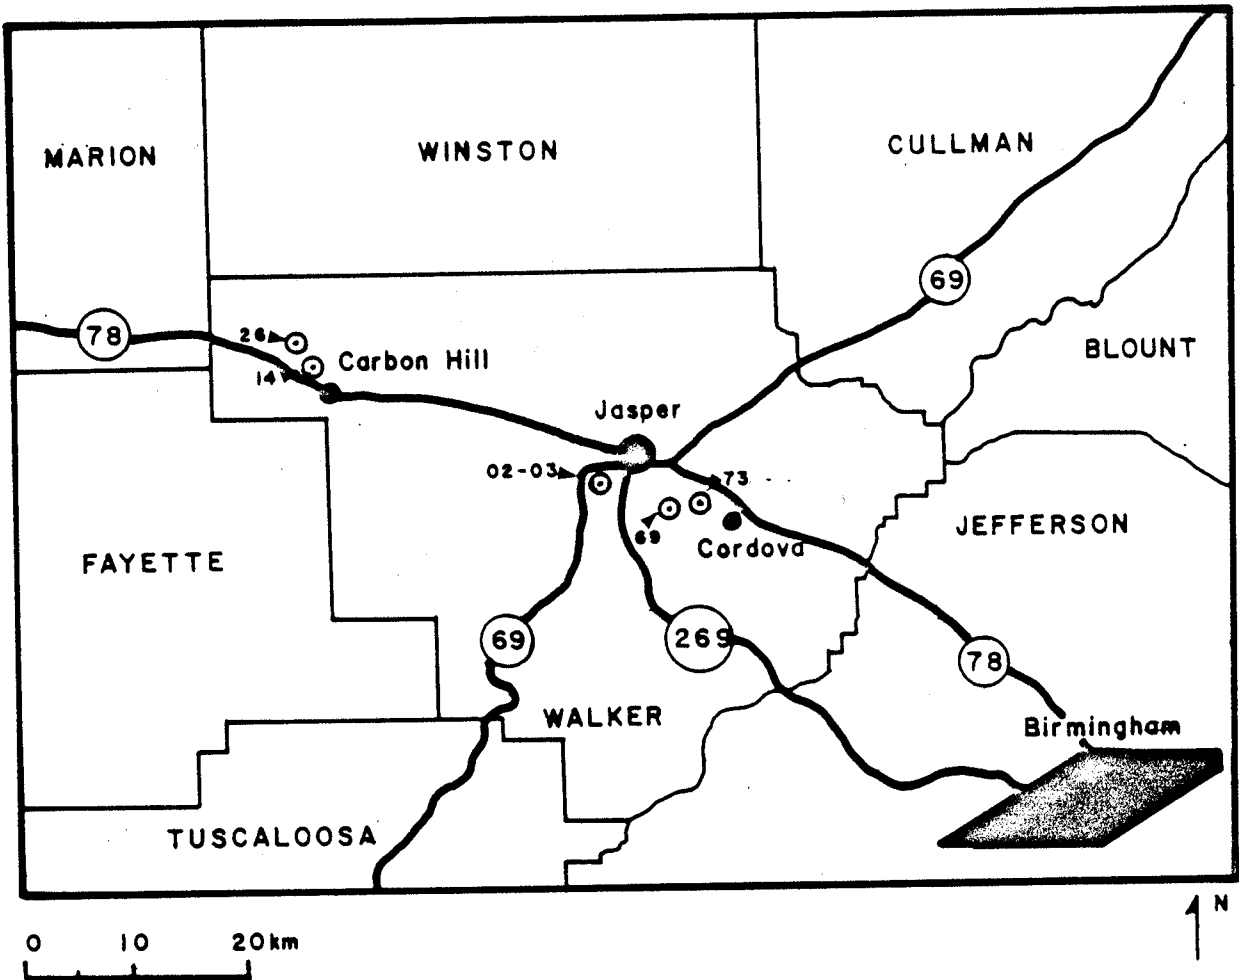 CULLMAN
MARION
WINSTON
69
78
26
BLOUNT
Carbon Hill
14
Jasper
02-03
73
JEFFERSON
69
Cordova
FAYETTE
69
269
78
WALKER
Birmingham
TUSCALOOSA
N
0 10 20km